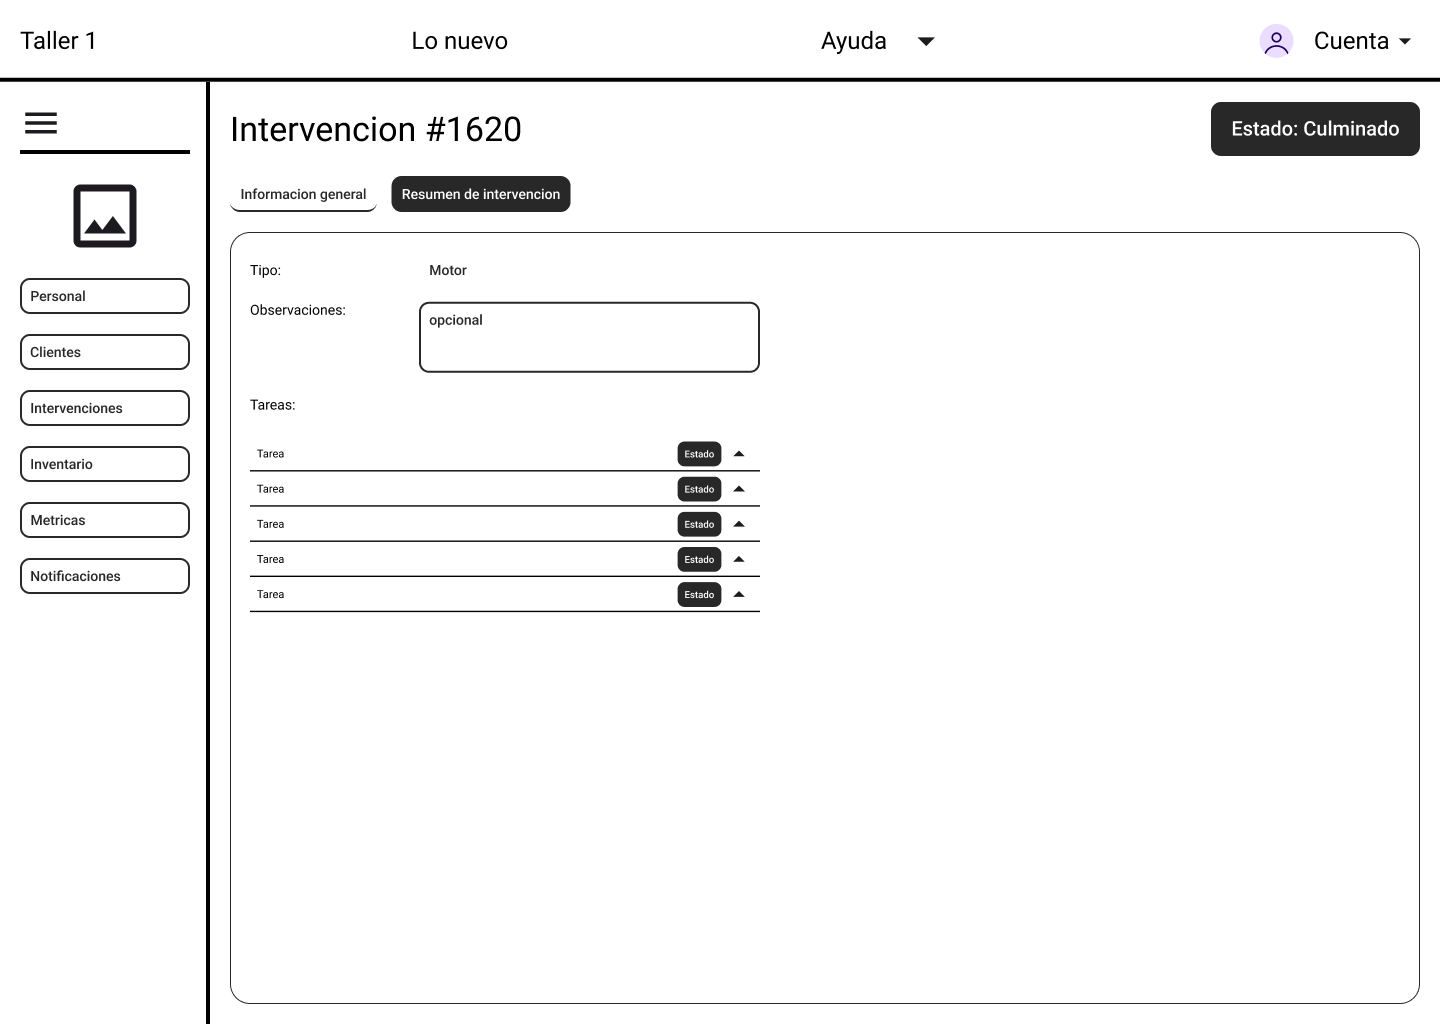 Taller 1
Lo nuevo
Ayuda
Cuenta
Personal
Clientes
Intervenciones
Inventario
Metricas
Notificaciones
Intervencion #1620
Estado: Culminado
Informacion general
Resumen de intervencion
Tipo:
Motor
Observaciones:
opcional
Tareas:
Tarea
Estado
Tarea
Estado
Tarea
Estado
Tarea
Estado
Tarea
Estado